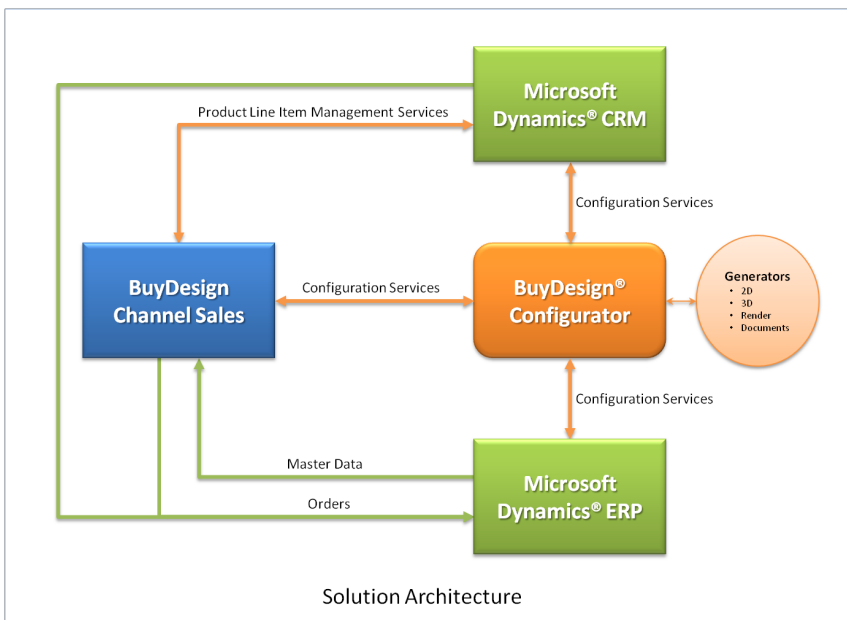 Microsoft
Dynamics® CRM
Product Line Item Management Services
Configuration Services
BuyDesign
Channel Sales
Configuration Services
BuyDesign®
Configurator
Generators
• 2D
• 3D
• Render
• Documents
Configuration Services
Master Data
Microsoft
Dynamics® ERP
Orders
Solution Architecture